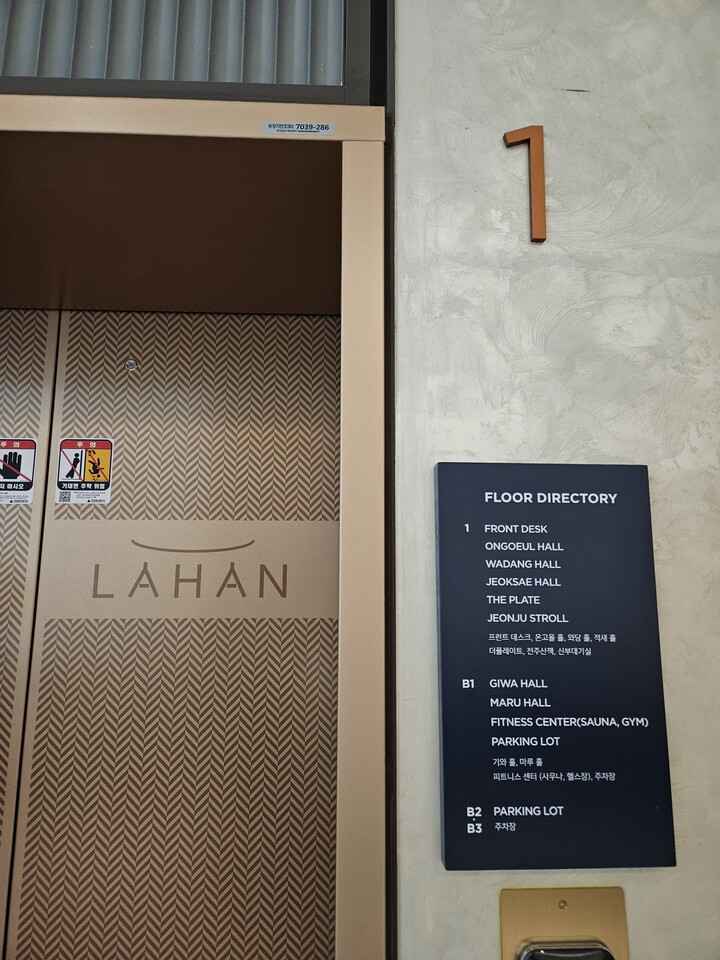 7039-286
1
주 의
지 마시오
주 의
기대면 추락 위험
LAHAN
FLOOR DIRECTORY
1 FRONT DESK
ONGOEUL HALL
WADANG HALL
JEOKSAE HALL
THE PLATE
JEONJU STROLL
프런트 데스크, 온고을 홀, 와당 홀, 적새 홀
더플레이트, 전주산책, 신부대기실
B1 GIWA HALL
MARU HALL
FITNESS CENTER(SAUNA, GYM)
PARKING LOT
기와 홀, 마루 홀
피트니스 센터 (사우나, 헬스장), 주차장
B2 PARKING LOT
B3 주차장